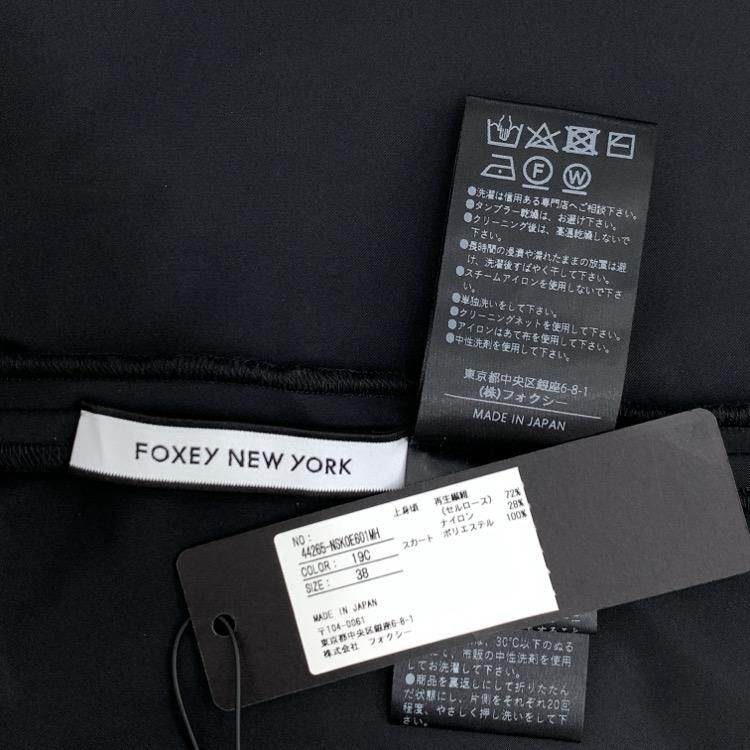 F
W
●洗濯は信用ある専門店へご相談下さい。
●タンブラー乾燥は、お避け下さい。
●クリーニング後は、高温乾燥しないで
下さい。
●長時間の浸漬や濡れたままの放置は避
け、洗濯後すばやく干して下さい。
●スチームアイロンを使用しないで下さ
い。
●単独洗いをして下さい。
●クリーニングネットを使用して下さい。
●アイロンはあて布を使用して下さい。
●中性洗剤を使用して下さい。
東京都中央区銀座6-8-1
(株)フォクシー
MADE IN JAPAN
FOXEY NEW YORK
NO:
44265-NSK0E601MH
COLOR: 19C
SIZE: 38
上身頃 再生繊維 72%
(セルロース)
ナイロン 28%
スカート ポリエステル 100%
MADE IN JAPAN
〒104-0061
東京都中央区銀座6-8-1
株式会社 フォクシー
は、30℃以下のぬる
で、市販の中性洗剤を使用
してお洗濯して下さい。
●商品を裏返しにして折りたたん
だ状態にし、片側をそれぞれ20回
程度、やさしく押し洗いをして下